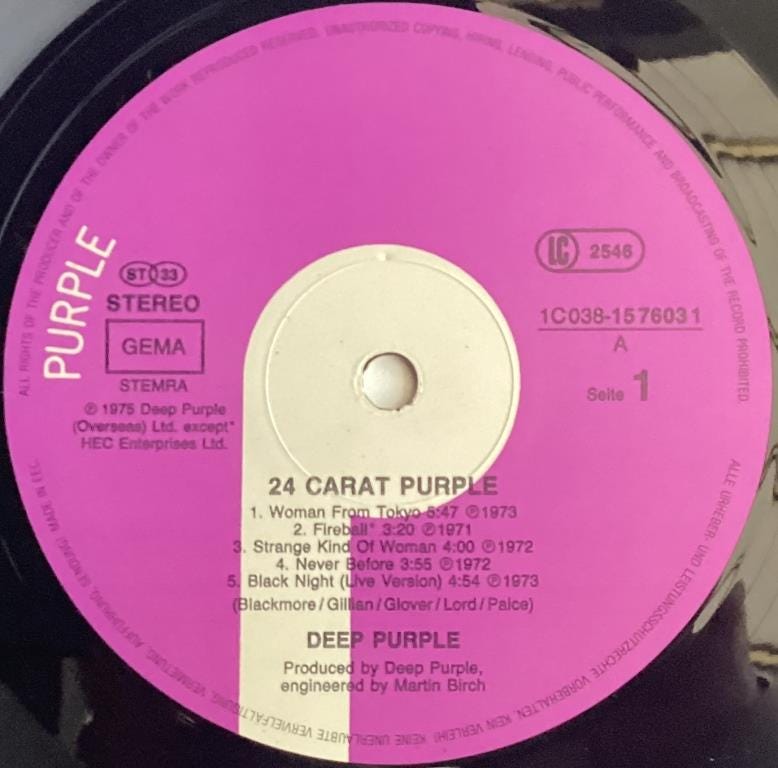 ALL RIGHTS OF THE PRODUCER AND OF THE OWNER OF THE WORK REPRODUCED RESERVED. UNAUTHORIZED COPYING, HIRING, LENDING, PUBLIC PERFORMANCE AND BROADCASTING OF THE RECORD PROHIBITED.
PURPLE
ST 33
STEREO
GEMA
STEMRA
℗ 1975 Deep Purple
(Overseas) Ltd. except*
HEC Enterprises Ltd.
LC 2546
1C038-1576031
A
Seite 1
24 CARAT PURPLE
1. Woman From Tokyo 5:47 ℗1973
2. Fireball* 3:20 ℗1971
3. Strange Kind Of Woman 4:00 ℗1972
4. Never Before 3:55 ℗1972
5. Black Night (Live Version) 4:54 ℗1973
(Blackmore/Gillian/Glover/Lord/Paice)
DEEP PURPLE
Produced by Deep Purple,
engineered by Martin Birch
ALLE URHEBER- UND LEISTUNGSSCHUTZRECHTE VORBEHALTEN. KEIN VERLEIH! KEINE UNERLAUBTE VERVIELFÄLTIGUNG, VERMIETUNG, AUFFÜHRUNG, SENDUNG! MADE IN EEC.